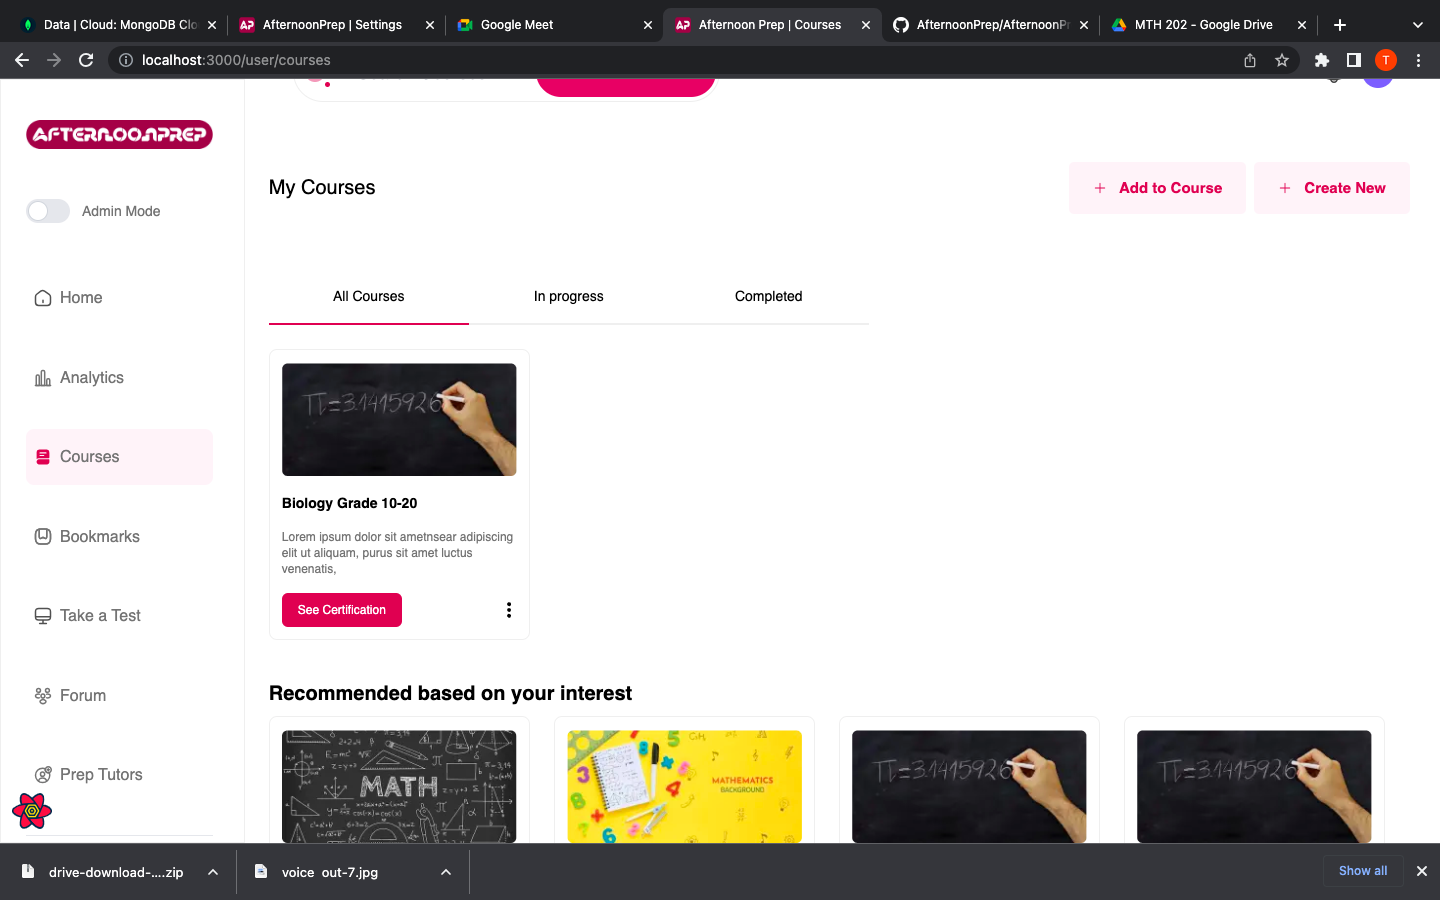 Data | Cloud: MongoDB Clo
AfternoonPrep | Settings
Google Meet
Afternoon Prep | Courses
AfternoonPrep/AfternoonPr
MTH 202 - Google Drive
localhost:3000/user/courses
T
AFTERNOONPREP
Admin Mode
Home
Analytics
Courses
Bookmarks
Take a Test
Forum
Prep Tutors
My Courses
+ Add to Course
+ Create New
All Courses
In progress
Completed
π=3.1415926
Biology Grade 10-20
Lorem ipsum dolor sit ametnsear adipiscing
elit ut aliquam, purus sit amet luctus
venenatis,
See Certification
Recommended based on your interest
MATH
MATHEMATICS
BACKGROUND
π=3.1415926
π=3.1415926
drive-download-....zip
voice out-7.jpg
Show all